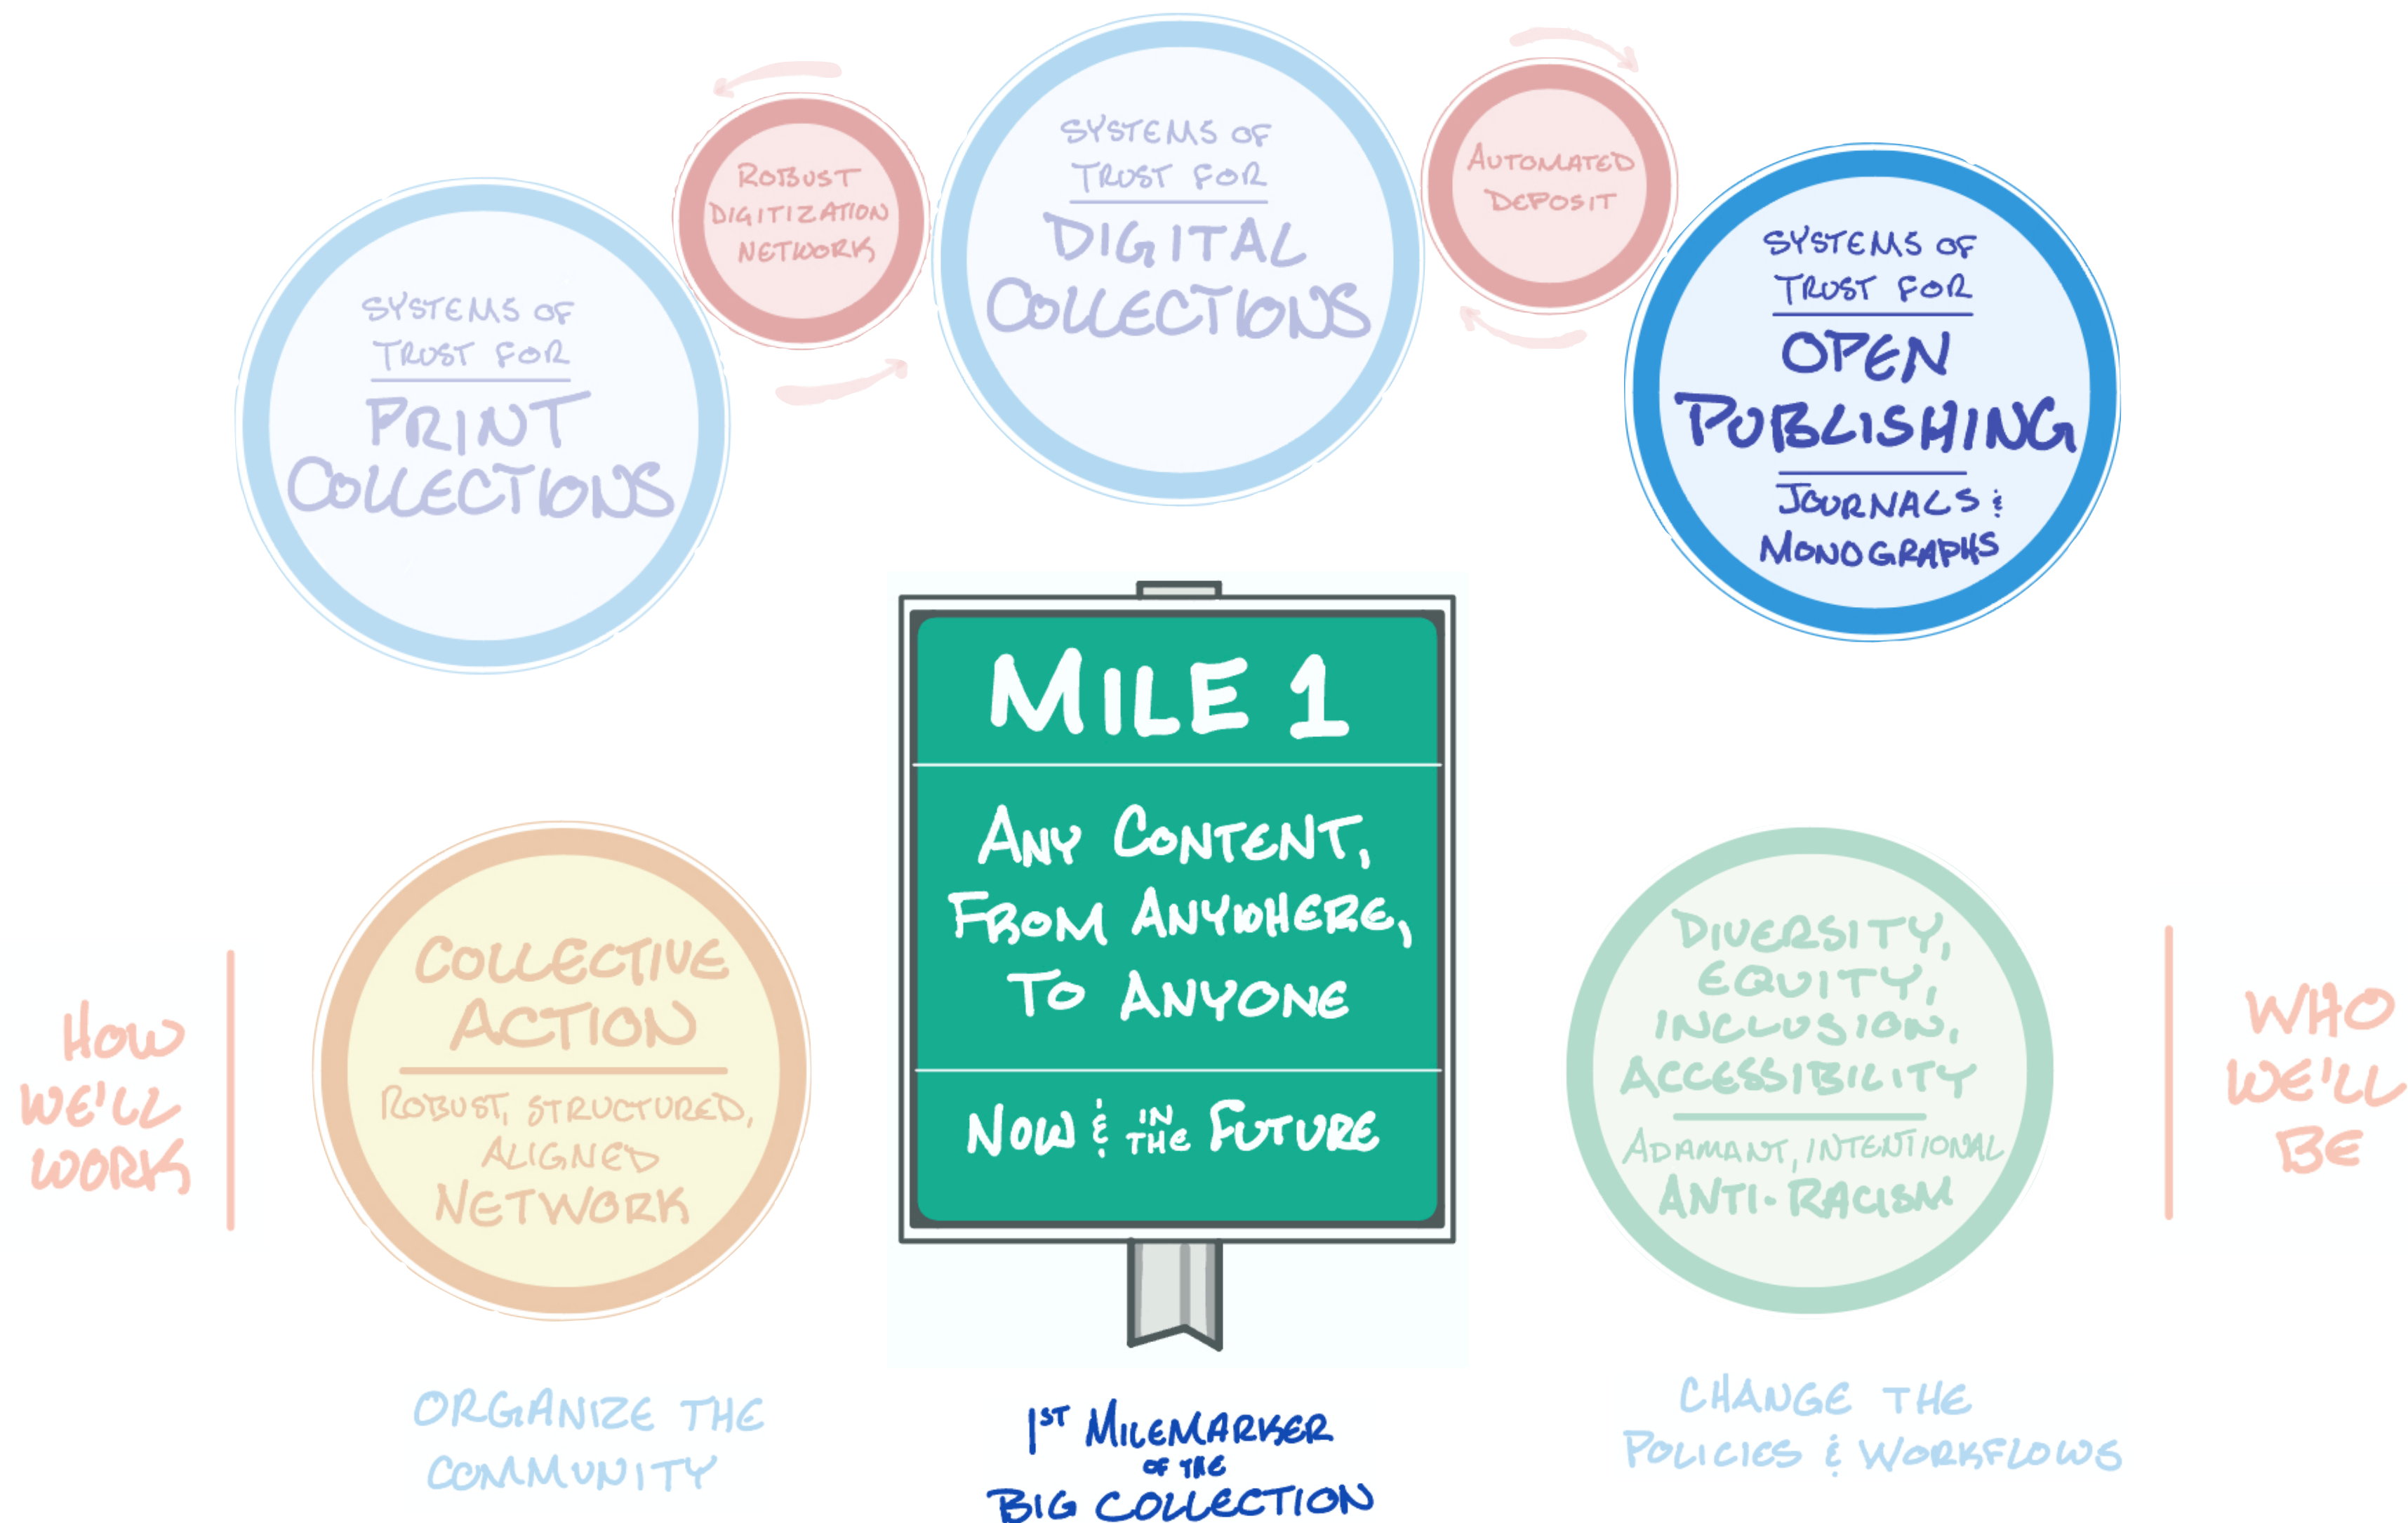 SYSTEMS OF
TRUST FOR
PRINT
COLLECTIONS
ROBUST
DIGITIZATION
NETWORK
SYSTEMS OF
TRUST FOR
DIGITAL
COLLECTIONS
AUTOMATED
DEPOSIT
SYSTEMS OF
TRUST FOR
OPEN
PUBLISHING
JOURNALS &
MONOGRAPHS
MILE 1
ANY CONTENT,
FROM ANYWHERE,
TO ANYONE
NOW & IN THE FUTURE
HOW
WE'LL
WORK
COLLECTIVE
ACTION
ROBUST, STRUCTURED,
ALIGNED
NETWORK
DIVERSITY,
EQUITY,
INCLUSION,
ACCESSIBILITY
ADAMANT, INTENTIONAL
ANTI-RACISM
WHO
WE'LL
BE
ORGANIZE THE
COMMUNITY
1ST MILEMARKER
OF THE
BIG COLLECTION
CHANGE THE
POLICIES & WORKFLOWS